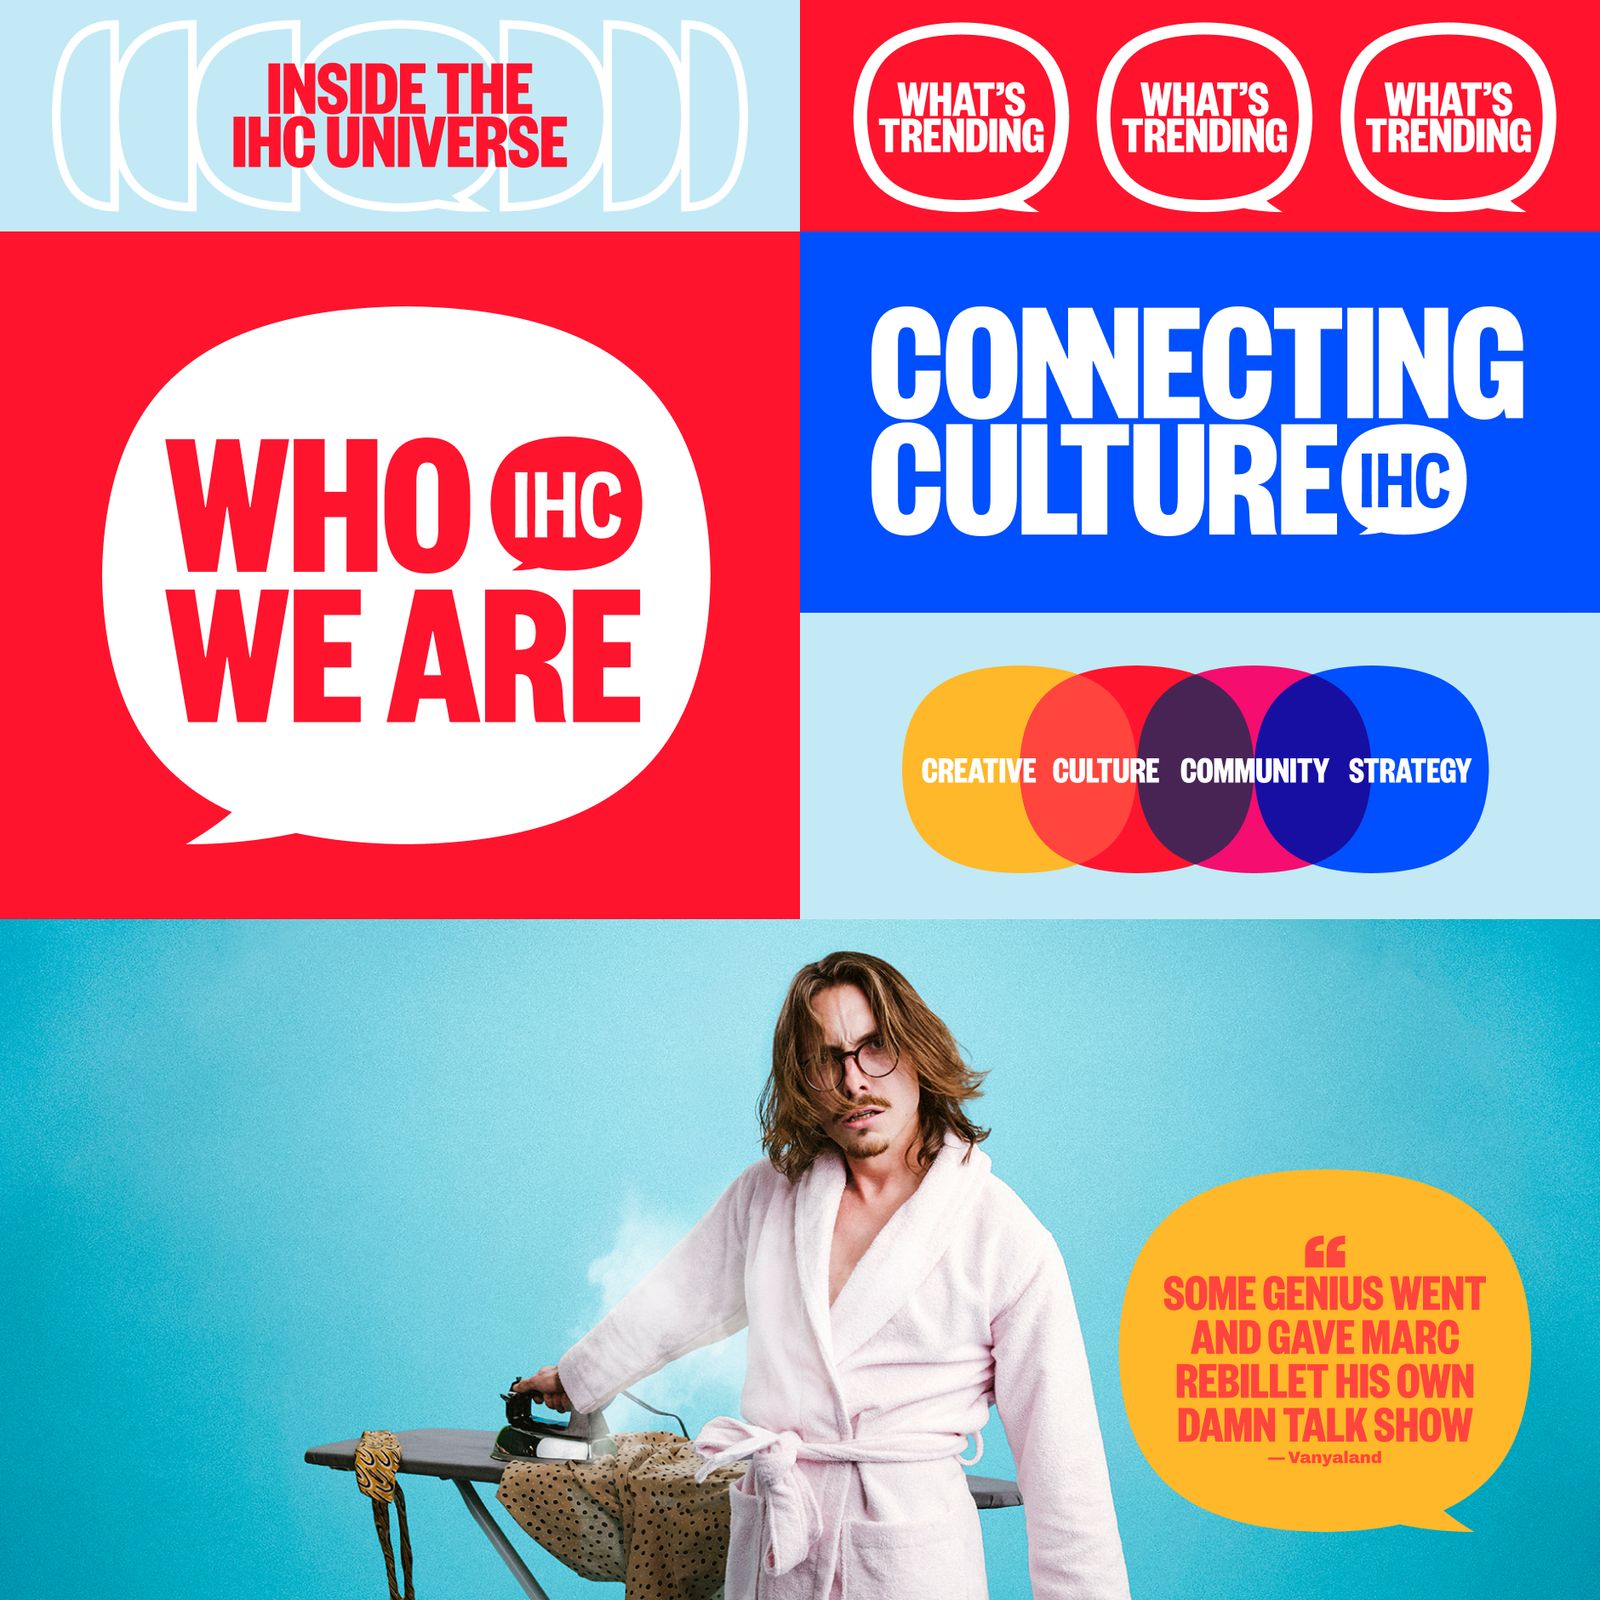 INSIDE THE
IHC UNIVERSE
WHAT'S
TRENDING
WHAT'S
TRENDING
WHAT'S
TRENDING
WHO IHC
WE ARE
CONNECTING
CULTURE IHC
CREATIVE CULTURE COMMUNITY STRATEGY
“
SOME GENIUS WENT
AND GAVE MARC
REBILLET HIS OWN
DAMN TALK SHOW
— Vanyaland